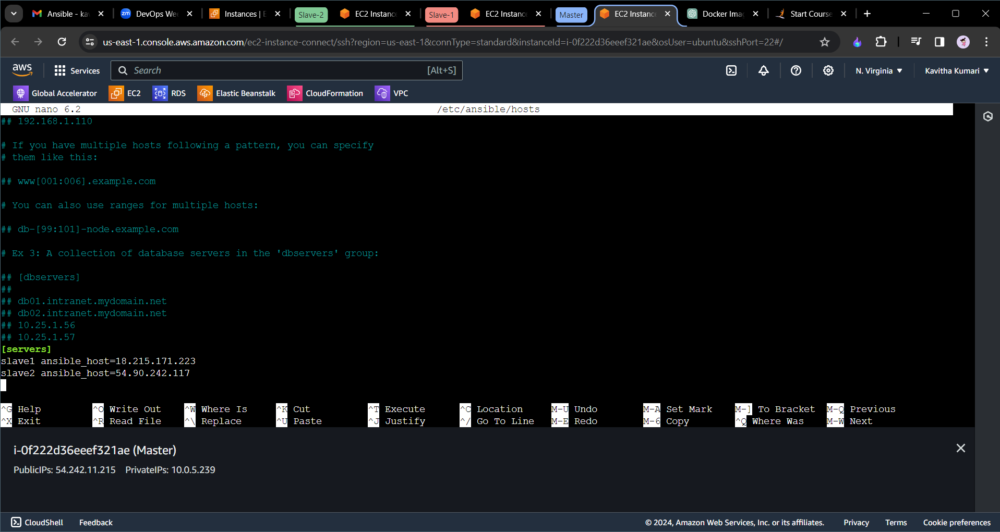 Ansible - ka
DevOps Wee
Instances | E
Slave-2
EC2 Instanc
Slave-1
EC2 Instanc
Master
EC2 Instanc
Docker Imag
Start Course
us-east-1.console.aws.amazon.com/ec2-instance-connect/ssh?region=us-east-1&connType=standard&instanceId=i-0f222d36eeef321ae&osUser=ubuntu&sshPort=22#/
aws
Services
Search
[Alt+S]
N. Virginia
Kavitha Kumari
Global Accelerator
EC2
RDS
Elastic Beanstalk
CloudFormation
VPC
GNU nano 6.2 /etc/ansible/hosts
## 192.168.1.110
# If you have multiple hosts following a pattern, you can specify
# them like this:
## www[001:006].example.com
# You can also use ranges for multiple hosts:
## db-[99:101]-node.example.com
# Ex 3: A collection of database servers in the 'dbservers' group:
## [dbservers]
##
## db01.intranet.mydomain.net
## db02.intranet.mydomain.net
## 10.25.1.56
## 10.25.1.57
[servers]
slave1 ansible_host=18.215.171.223
slave2 ansible_host=54.90.242.117
^G Help ^O Write Out ^W Where Is ^K Cut ^T Execute ^C Location M-U Undo M-A Set Mark M-] To Bracket M-Q Previous
^X Exit ^R Read File ^\ Replace ^U Paste ^J Justify ^/ Go To Line M-E Redo M-6 Copy ^Q Where Was M-W Next
i-0f222d36eeef321ae (Master)
PublicIPs: 54.242.11.215 PrivateIPs: 10.0.5.239
CloudShell
Feedback
© 2024, Amazon Web Services, Inc. or its affiliates.
Privacy
Terms
Cookie preferences